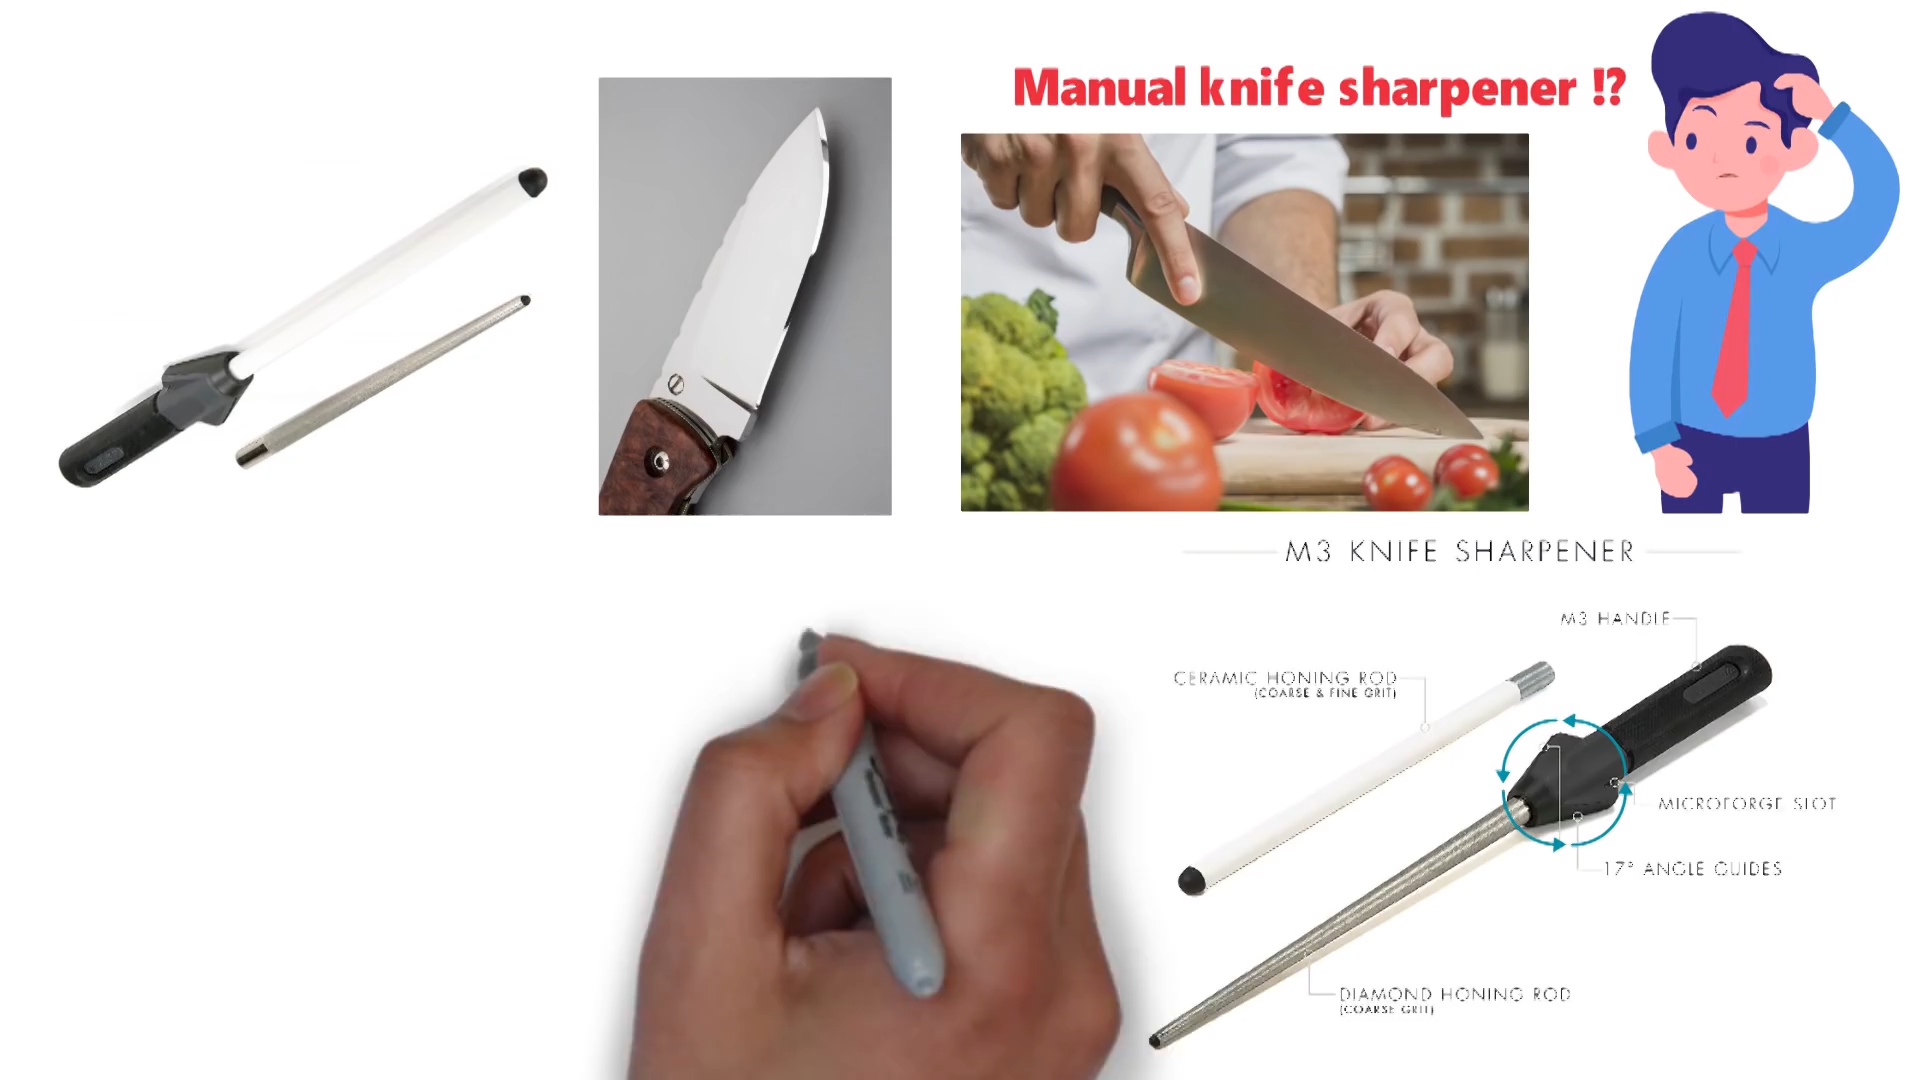 Manual knife sharpener !?
M3 KNIFE SHARPENER
M3 HANDLE
CERAMIC HONING ROD
(COARSE & FINE GRIT)
MICROFORGE SLOT
17° ANGLE GUIDES
DIAMOND HONING ROD
(COARSE GRIT)